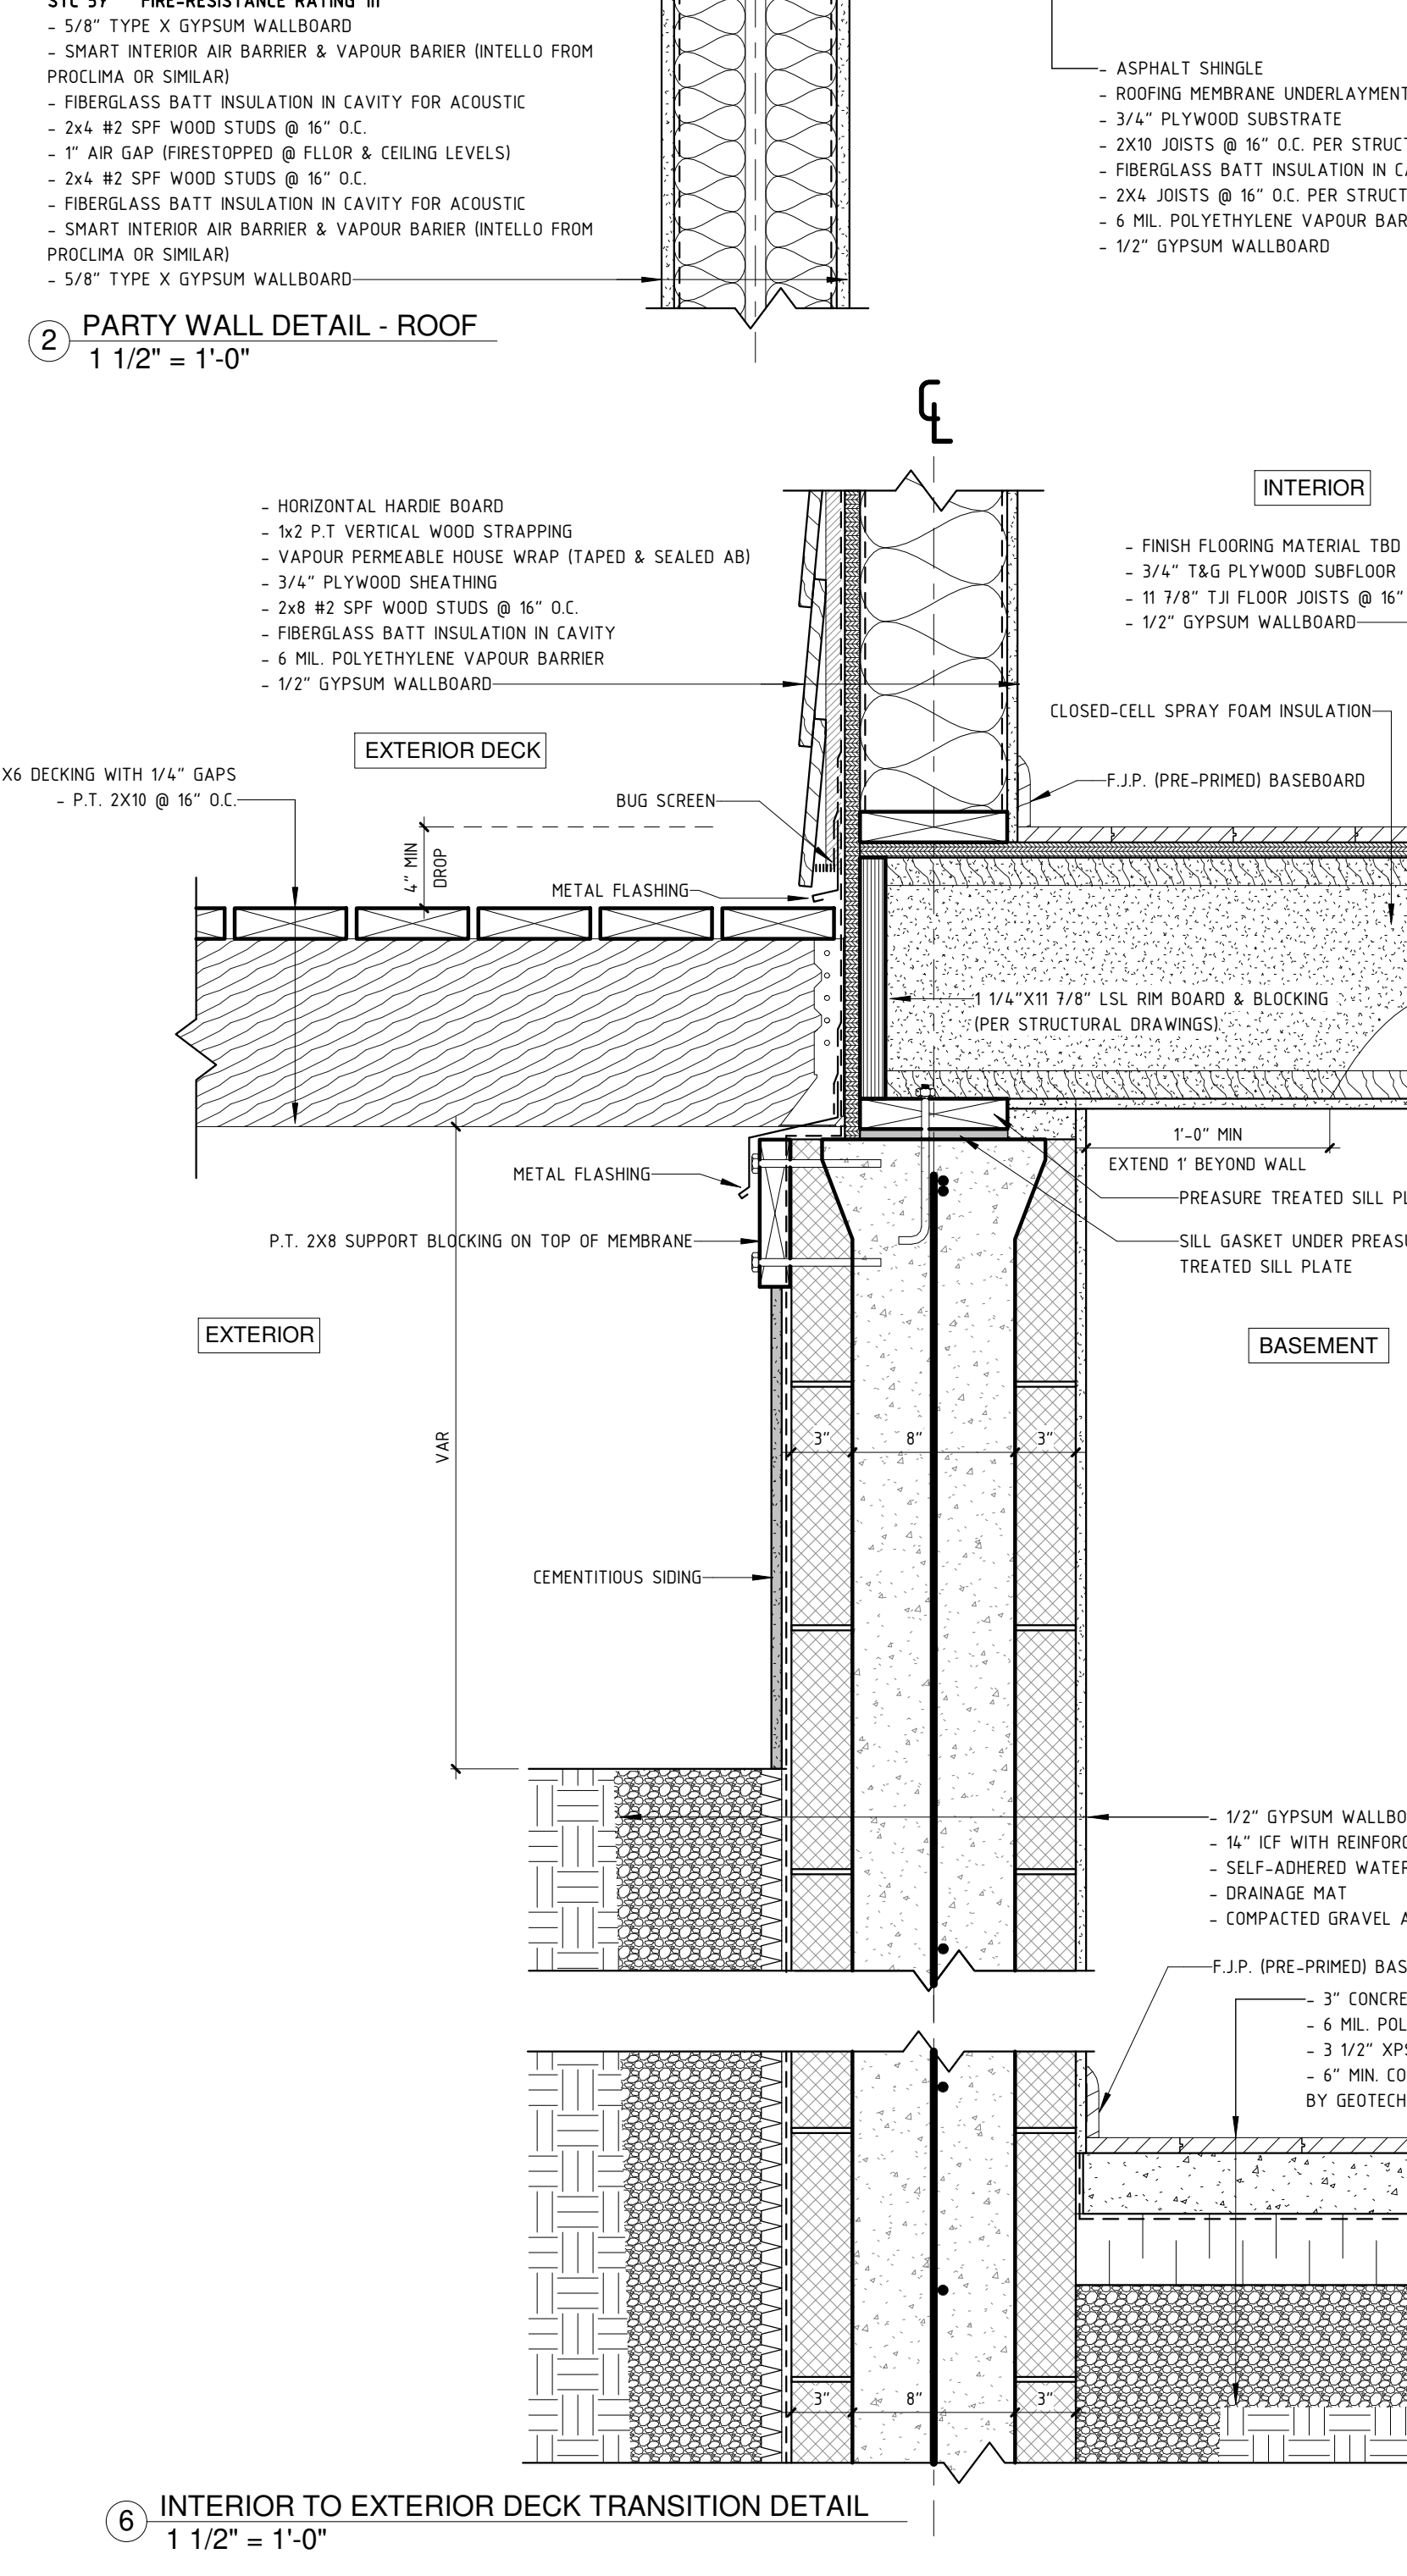 STC 59 FIRE-RESISTANCE RATING 1h
- 5/8" TYPE X GYPSUM WALLBOARD
- SMART INTERIOR AIR BARRIER & VAPOUR BARIER (INTELLO FROM
PROCLIMA OR SIMILAR)
- FIBERGLASS BATT INSULATION IN CAVITY FOR ACOUSTIC
- 2x4 #2 SPF WOOD STUDS @ 16" O.C.
- 1" AIR GAP (FIRESTOPPED @ FLLOR & CEILING LEVELS)
- 2x4 #2 SPF WOOD STUDS @ 16" O.C.
- FIBERGLASS BATT INSULATION IN CAVITY FOR ACOUSTIC
- SMART INTERIOR AIR BARRIER & VAPOUR BARIER (INTELLO FROM
PROCLIMA OR SIMILAR)
- 5/8" TYPE X GYPSUM WALLBOARD
- ASPHALT SHINGLE
- ROOFING MEMBRANE UNDERLAYMENT
- 3/4" PLYWOOD SUBSTRATE
- 2X10 JOISTS @ 16" O.C. PER STRUCT
- FIBERGLASS BATT INSULATION IN CA
- 2X4 JOISTS @ 16" O.C. PER STRUCT
- 6 MIL. POLYETHYLENE VAPOUR BAR
- 1/2" GYPSUM WALLBOARD
2 PARTY WALL DETAIL - ROOF
1 1/2" = 1'-0"
CL
- HORIZONTAL HARDIE BOARD
- 1x2 P.T VERTICAL WOOD STRAPPING
- VAPOUR PERMEABLE HOUSE WRAP (TAPED & SEALED AB)
- 3/4" PLYWOOD SHEATHING
- 2x8 #2 SPF WOOD STUDS @ 16" O.C.
- FIBERGLASS BATT INSULATION IN CAVITY
- 6 MIL. POLYETHYLENE VAPOUR BARRIER
- 1/2" GYPSUM WALLBOARD
INTERIOR
- FINISH FLOORING MATERIAL TBD
- 3/4" T&G PLYWOOD SUBFLOOR
- 11 7/8" TJI FLOOR JOISTS @ 16"
- 1/2" GYPSUM WALLBOARD
CLOSED-CELL SPRAY FOAM INSULATION
EXTERIOR DECK
X6 DECKING WITH 1/4" GAPS
- P.T. 2X10 @ 16" O.C.
BUG SCREEN
F.J.P. (PRE-PRIMED) BASEBOARD
4" MIN
DROP
METAL FLASHING
1 1/4"X11 7/8" LSL RIM BOARD & BLOCKING
(PER STRUCTURAL DRAWINGS)
1'-0" MIN
EXTEND 1' BEYOND WALL
METAL FLASHING
PREASURE TREATED SILL PL
P.T. 2X8 SUPPORT BLOCKING ON TOP OF MEMBRANE
SILL GASKET UNDER PREASU
TREATED SILL PLATE
EXTERIOR
BASEMENT
VAR
3" 8" 3"
CEMENTITIOUS SIDING
- 1/2" GYPSUM WALLBO
- 14" ICF WITH REINFORC
- SELF-ADHERED WATER
- DRAINAGE MAT
- COMPACTED GRAVEL A
F.J.P. (PRE-PRIMED) BAS
- 3" CONCRE
- 6 MIL. POL
- 3 1/2" XPS
- 6" MIN. CO
BY GEOTECH
3" 8" 3"
6 INTERIOR TO EXTERIOR DECK TRANSITION DETAIL
1 1/2" = 1'-0"